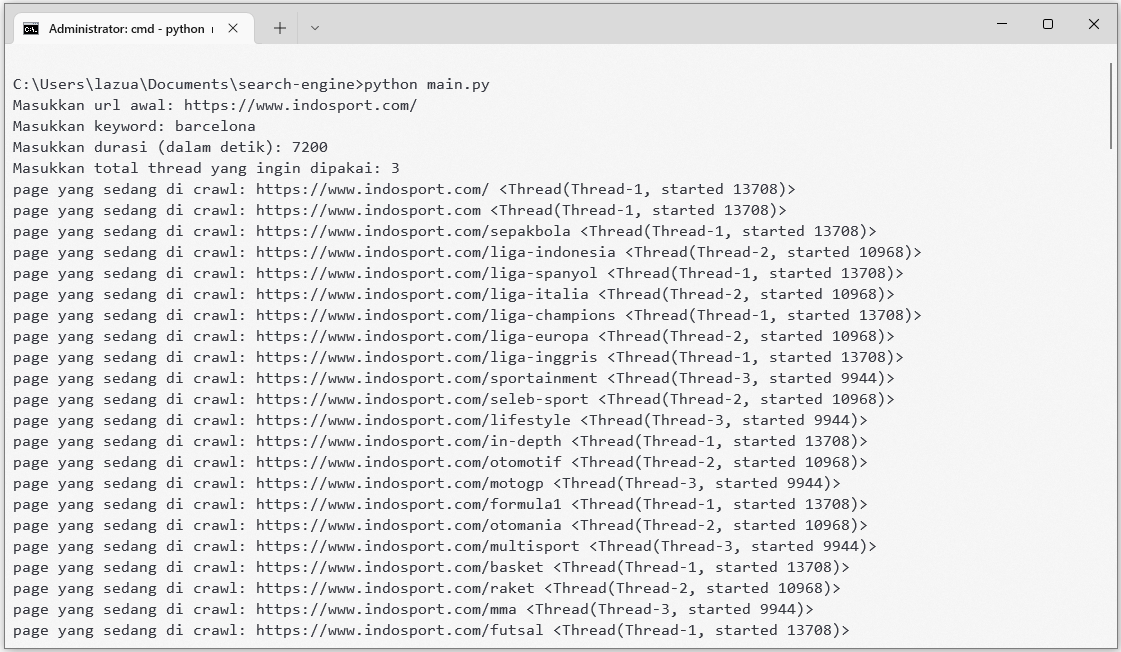 Administrator: cmd - python
C:\Users\lazua\Documents\search-engine>python main.py
Masukkan url awal: https://www.indosport.com/
Masukkan keyword: barcelona
Masukkan durasi (dalam detik): 7200
Masukkan total thread yang ingin dipakai: 3
page yang sedang di crawl: https://www.indosport.com/ <Thread(Thread-1, started 13708)>
page yang sedang di crawl: https://www.indosport.com <Thread(Thread-1, started 13708)>
page yang sedang di crawl: https://www.indosport.com/sepakbola <Thread(Thread-1, started 13708)>
page yang sedang di crawl: https://www.indosport.com/liga-indonesia <Thread(Thread-2, started 10968)>
page yang sedang di crawl: https://www.indosport.com/liga-spanyol <Thread(Thread-1, started 13708)>
page yang sedang di crawl: https://www.indosport.com/liga-italia <Thread(Thread-2, started 10968)>
page yang sedang di crawl: https://www.indosport.com/liga-champions <Thread(Thread-1, started 13708)>
page yang sedang di crawl: https://www.indosport.com/liga-europa <Thread(Thread-2, started 10968)>
page yang sedang di crawl: https://www.indosport.com/liga-inggris <Thread(Thread-1, started 13708)>
page yang sedang di crawl: https://www.indosport.com/sportainment <Thread(Thread-3, started 9944)>
page yang sedang di crawl: https://www.indosport.com/seleb-sport <Thread(Thread-2, started 10968)>
page yang sedang di crawl: https://www.indosport.com/lifestyle <Thread(Thread-3, started 9944)>
page yang sedang di crawl: https://www.indosport.com/in-depth <Thread(Thread-1, started 13708)>
page yang sedang di crawl: https://www.indosport.com/otomotif <Thread(Thread-2, started 10968)>
page yang sedang di crawl: https://www.indosport.com/motogp <Thread(Thread-3, started 9944)>
page yang sedang di crawl: https://www.indosport.com/formula1 <Thread(Thread-1, started 13708)>
page yang sedang di crawl: https://www.indosport.com/otomania <Thread(Thread-2, started 10968)>
page yang sedang di crawl: https://www.indosport.com/multisport <Thread(Thread-3, started 9944)>
page yang sedang di crawl: https://www.indosport.com/basket <Thread(Thread-1, started 13708)>
page yang sedang di crawl: https://www.indosport.com/raket <Thread(Thread-2, started 10968)>
page yang sedang di crawl: https://www.indosport.com/mma <Thread(Thread-3, started 9944)>
page yang sedang di crawl: https://www.indosport.com/futsal <Thread(Thread-1, started 13708)>